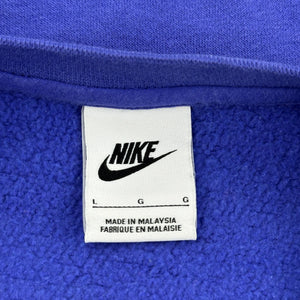 NIKE
L G G
MADE IN MALAYSIA
FABRIQUE EN MALAISIE